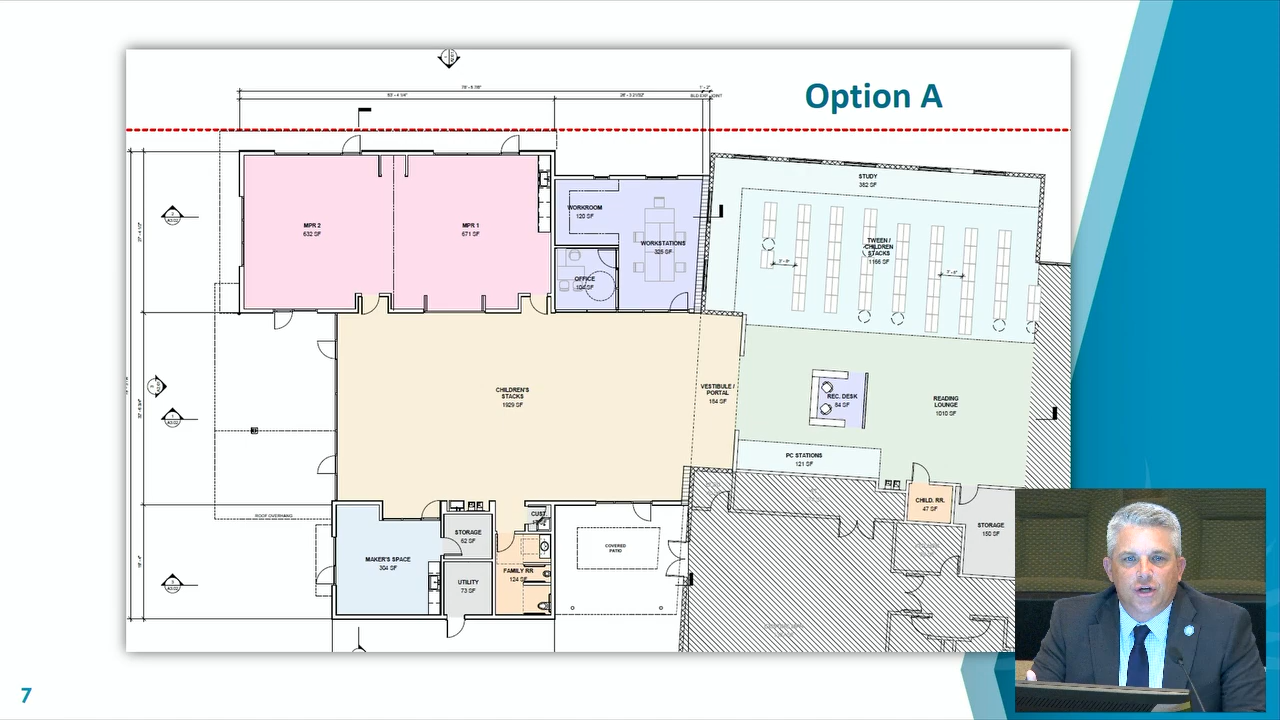 Option A
STUDY
382 SF
MPR 2
632 SF
MPR 1
671 SF
WORKROOM
120 SF
WORKSTATIONS
325 SF
OFFICE
TWEEN /
CHILDREN
STACKS
1166 SF
CHILDREN'S
STACKS
1929 SF
VESTIBULE /
PORTAL
164 SF
REC. DESK
84 SF
READING
LOUNGE
1010 SF
PC STATIONS
121 SF
CHILD. RR.
47 SF
STORAGE
150 SF
ROOF OVERHANG
MAKER'S SPACE
304 SF
STORAGE
62 SF
UTILITY
73 SF
CUST.
FAMILY RR
124 SF
COVERED
PATIO
7